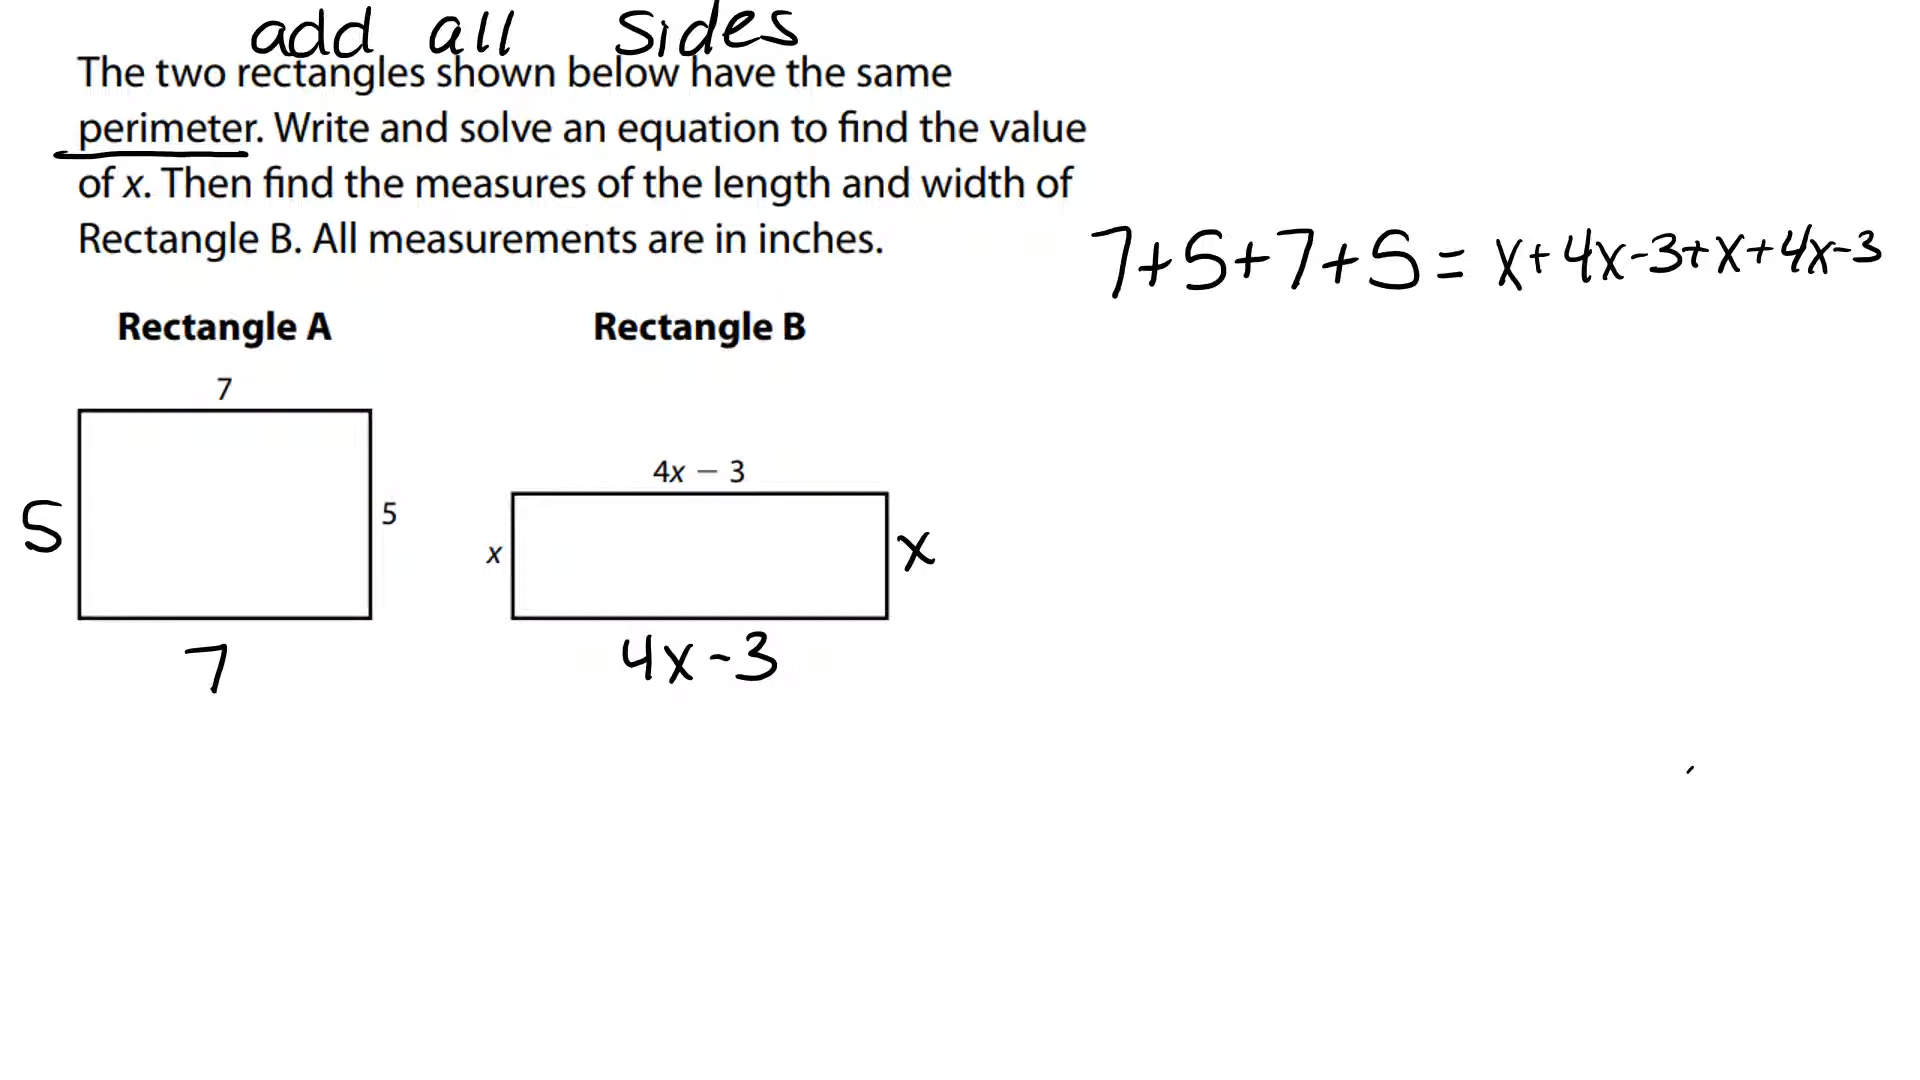 add all sides
The two rectangles shown below have the same
perimeter. Write and solve an equation to find the value
of x. Then find the measures of the length and width of
Rectangle B. All measurements are in inches.
7+5+7+5 = x+4x-3+x+4x-3
Rectangle A
Rectangle B
7
4x − 3
5
5
x
x
7
4x-3